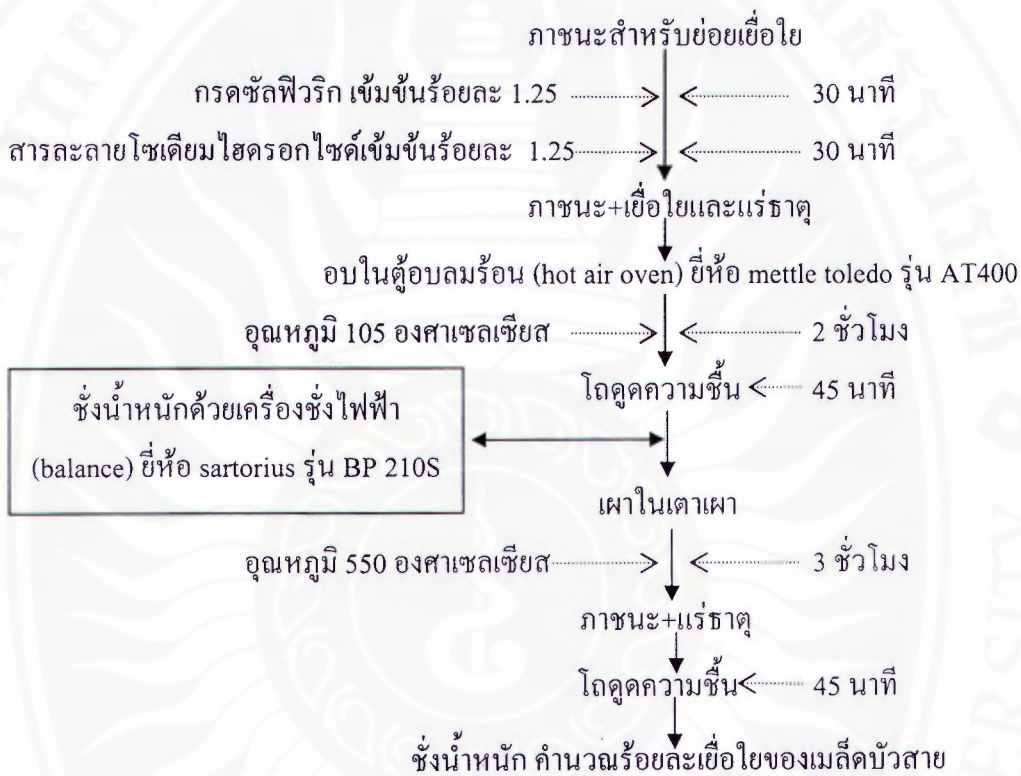 ภาชนะสำหรับย่อยเยื่อใย
กรดซัลฟิวริก เข้มข้นร้อยละ 1.25 30 นาที
สารละลายโซเดียมไฮดรอกไซด์เข้มข้นร้อยละ 1.25 30 นาที
ภาชนะ+เยื่อใยและแร่ธาตุ
อบในตู้อบลมร้อน (hot air oven) ยี่ห้อ mettle toledo รุ่น AT400
อุณหภูมิ 105 องศาเซลเซียส 2 ชั่วโมง
โถดูดความชื้น 45 นาที
ชั่งน้ำหนักด้วยเครื่องชั่งไฟฟ้า
(balance) ยี่ห้อ sartorius รุ่น BP 210S
เผาในเตาเผา
อุณหภูมิ 550 องศาเซลเซียส 3 ชั่วโมง
ภาชนะ+แร่ธาตุ
โถดูดความชื้น 45 นาที
ชั่งน้ำหนัก คำนวณร้อยละเยื่อใยของเมล็ดบัวสาย